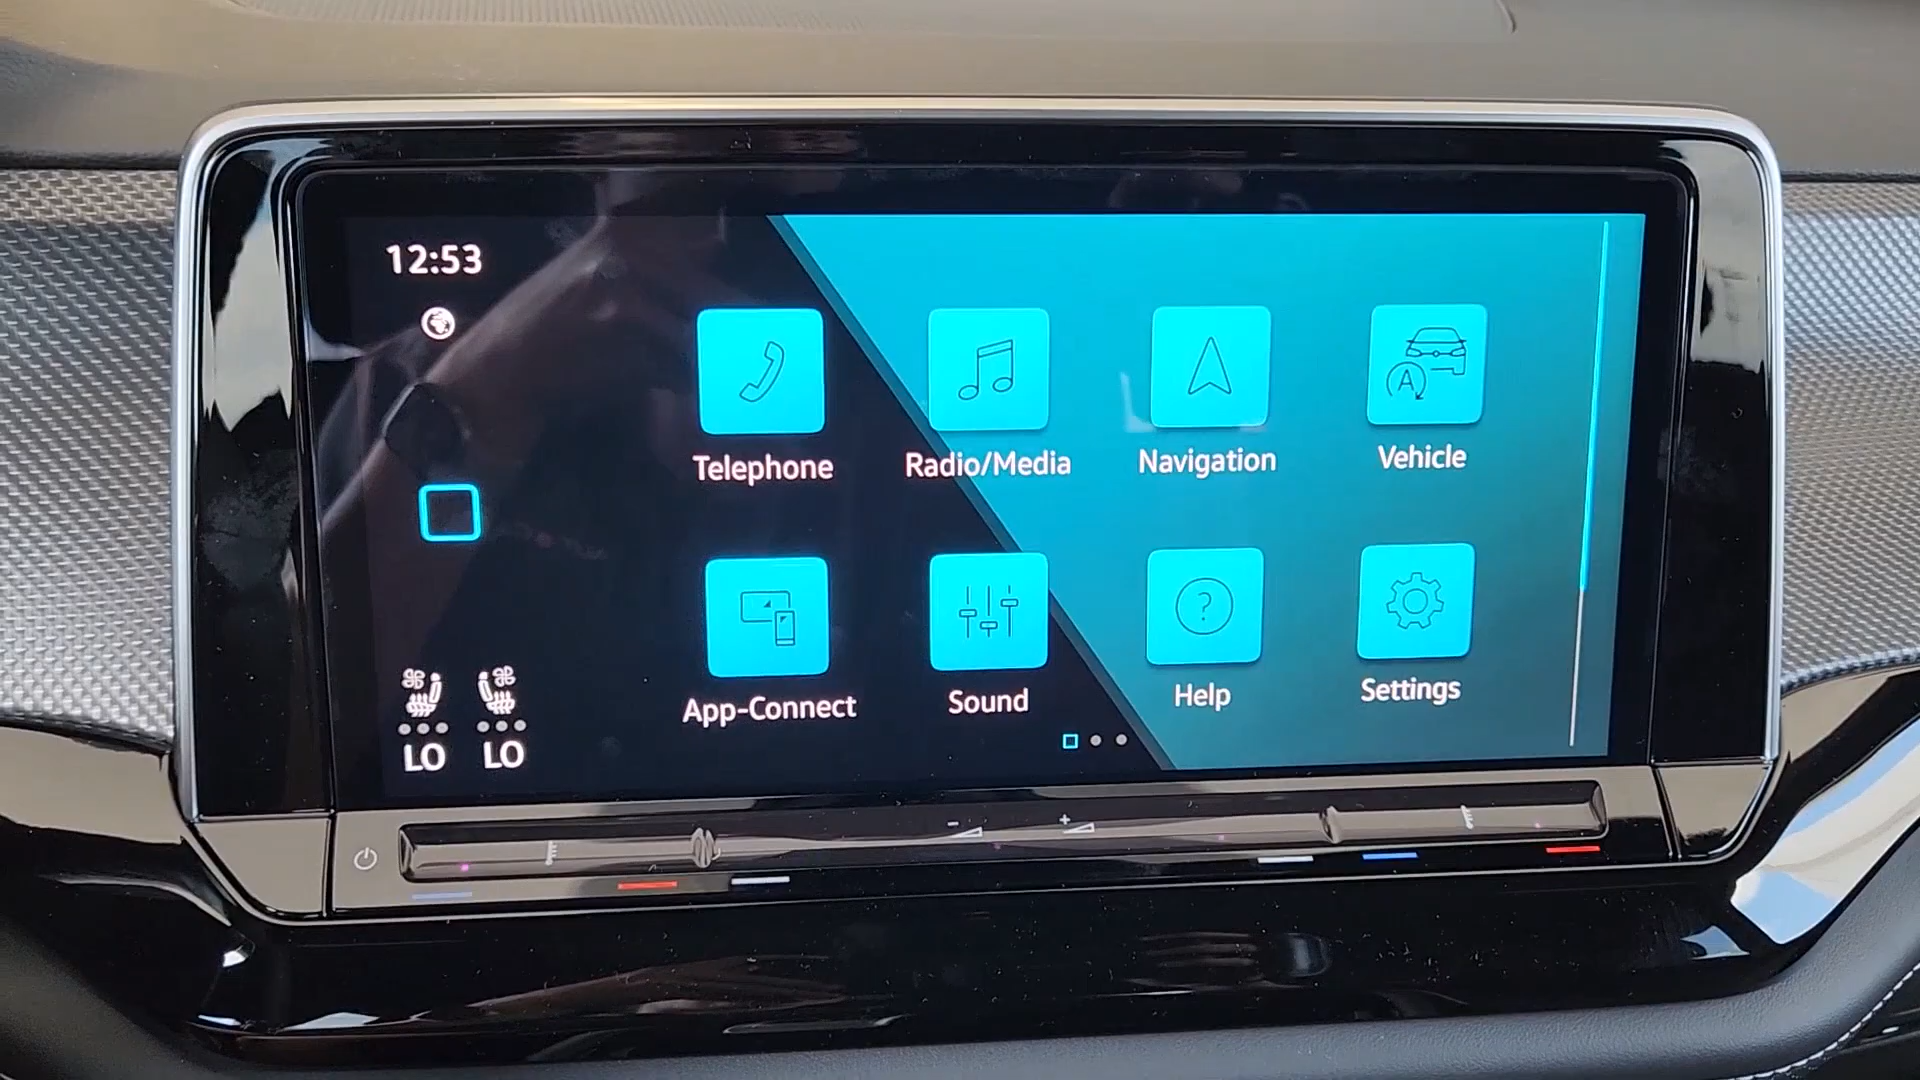 12:53
Telephone
Radio/Media
Navigation
Vehicle
A
App-Connect
Sound
?
Help
Settings
LO
LO
- +